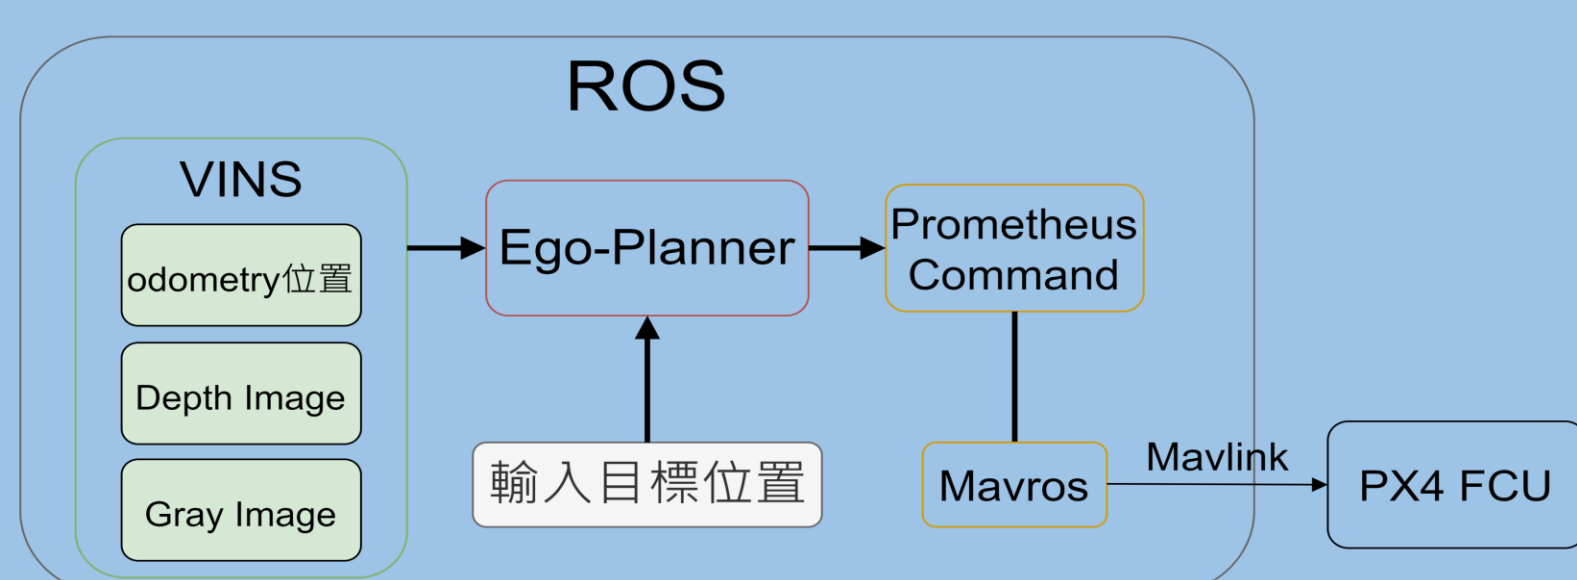 ROS
VINS
odometry位置
Depth Image
Gray Image
Ego-Planner
輸入目標位置
Prometheus
Command
Mavros
Mavlink
PX4 FCU